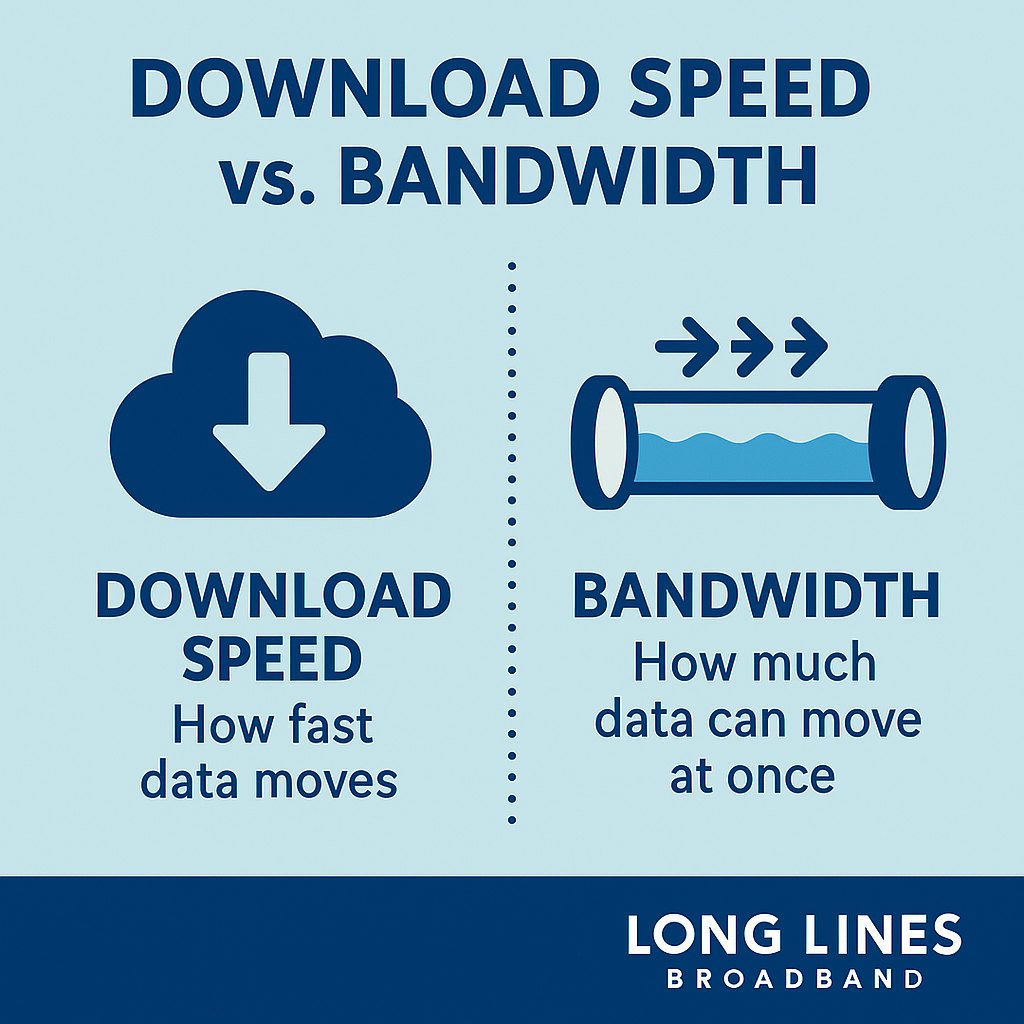 DOWNLOAD SPEED
vs. BANDWIDTH
DOWNLOAD
SPEED
How fast
data moves
BANDWIDTH
How much
data can move
at once
LONG LINES
BROADBAND